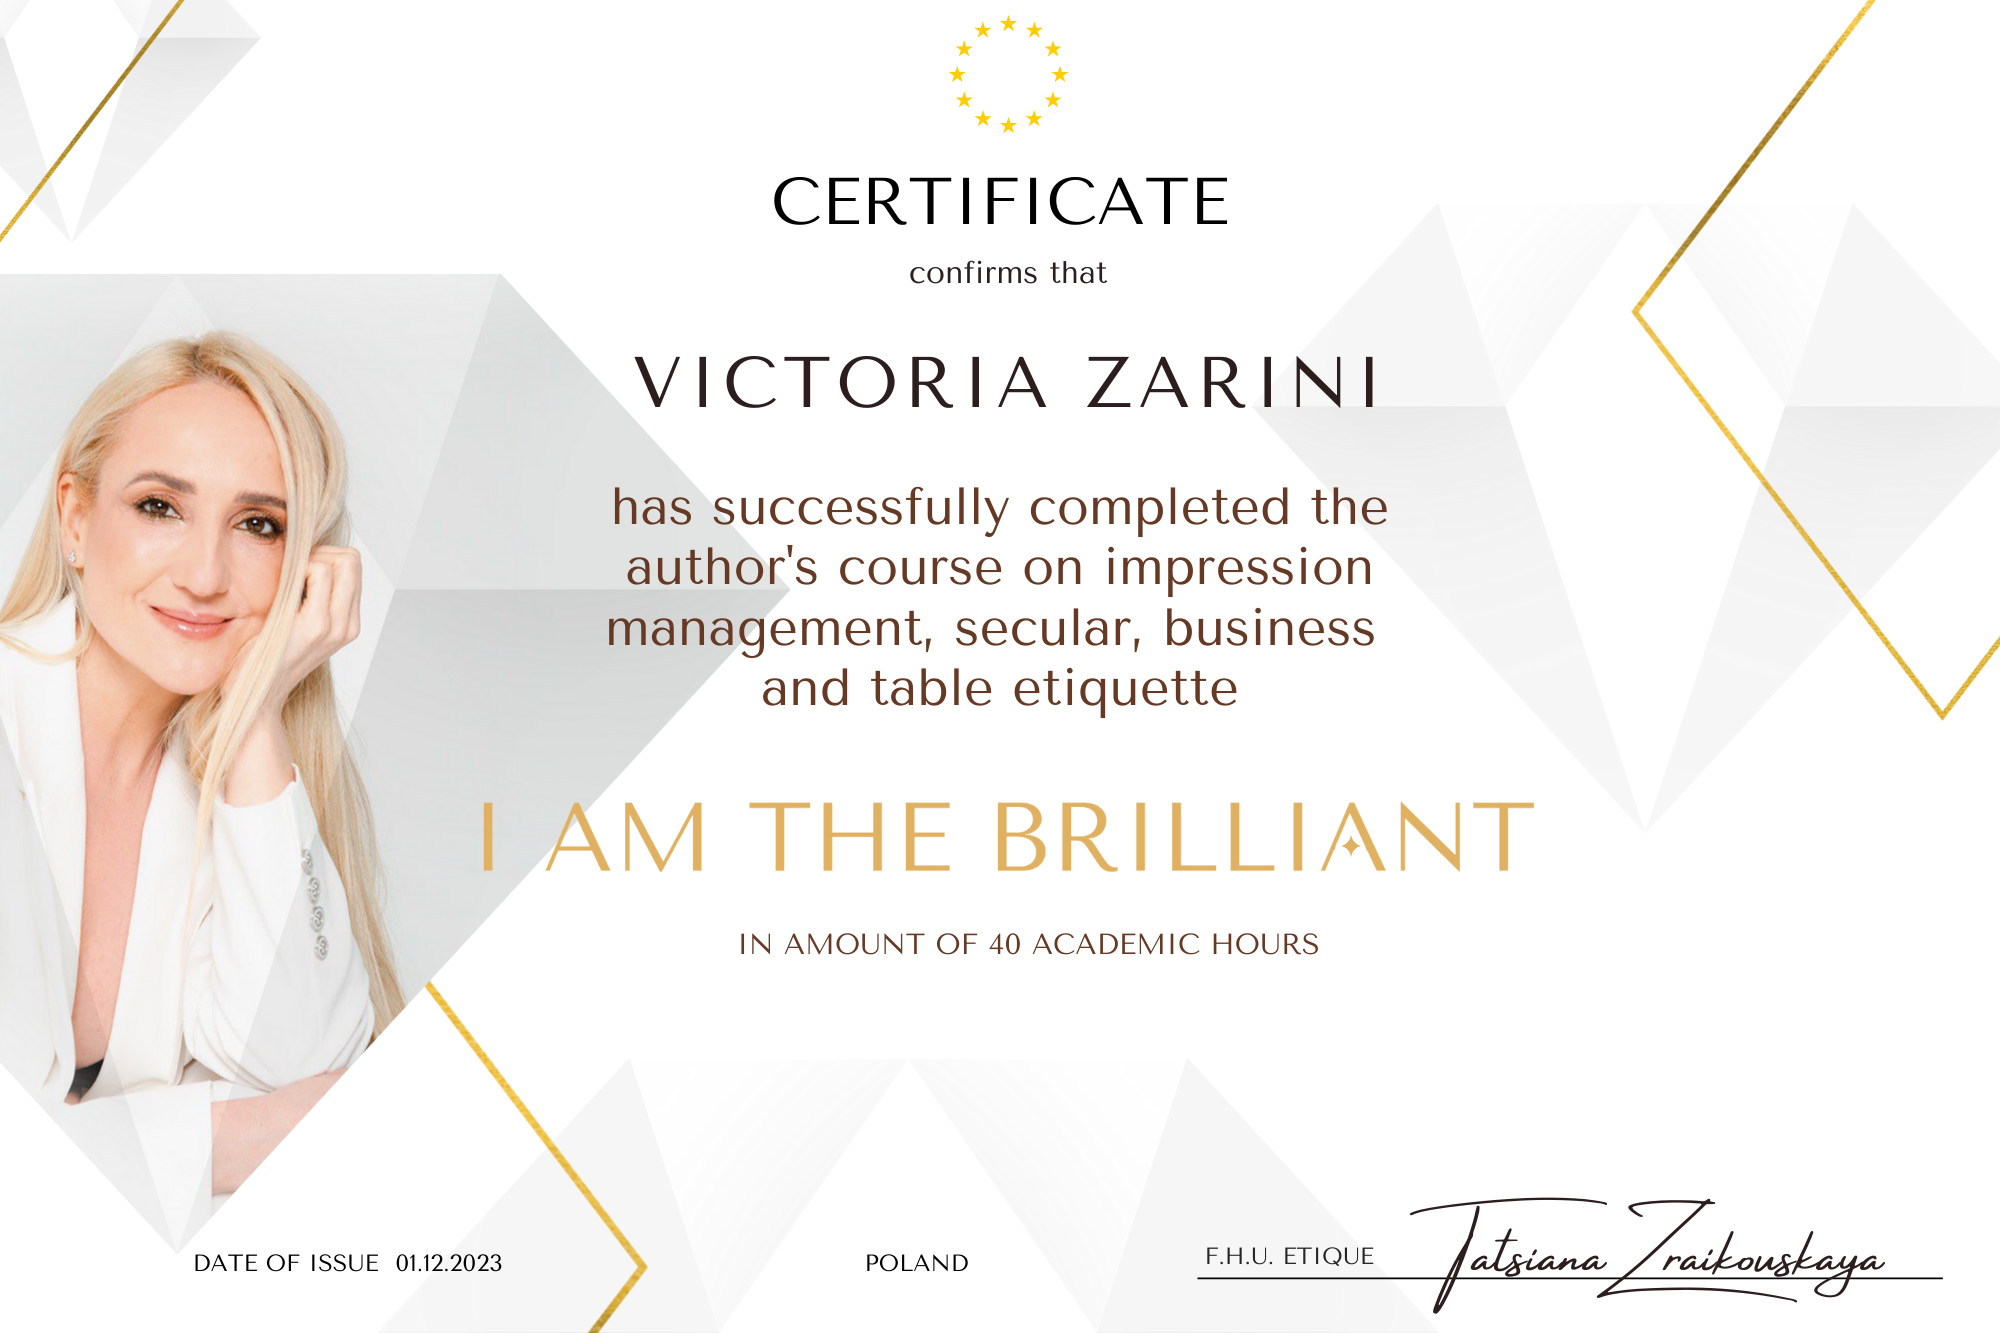 CERTIFICATE
confirms that
VICTORIA ZARINI
has successfully completed the
author's course on impression
management, secular, business
and table etiquette
I AM THE BRILLIANT
IN AMOUNT OF 40 ACADEMIC HOURS
DATE OF ISSUE 01.12.2023
POLAND
F.H.U. ETIQUE
Tatsiana Zraikouskaya